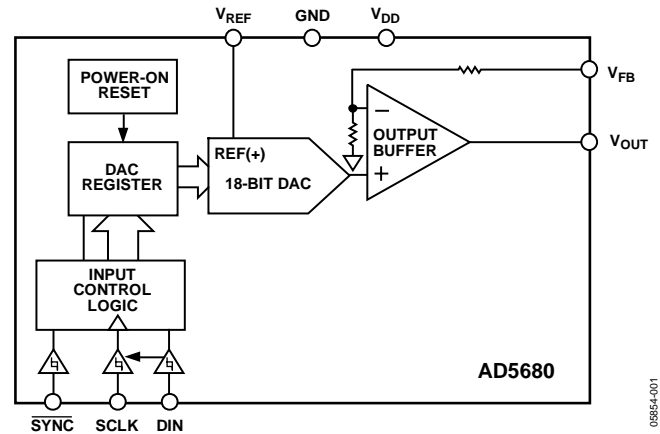 VREF GND VDD
POWER-ON
RESET
VFB
REF(+)
OUTPUT
BUFFER
VOUT
DAC
REGISTER
18-BIT DAC
INPUT
CONTROL
LOGIC
AD5680
SYNC SCLK DIN
05854-001